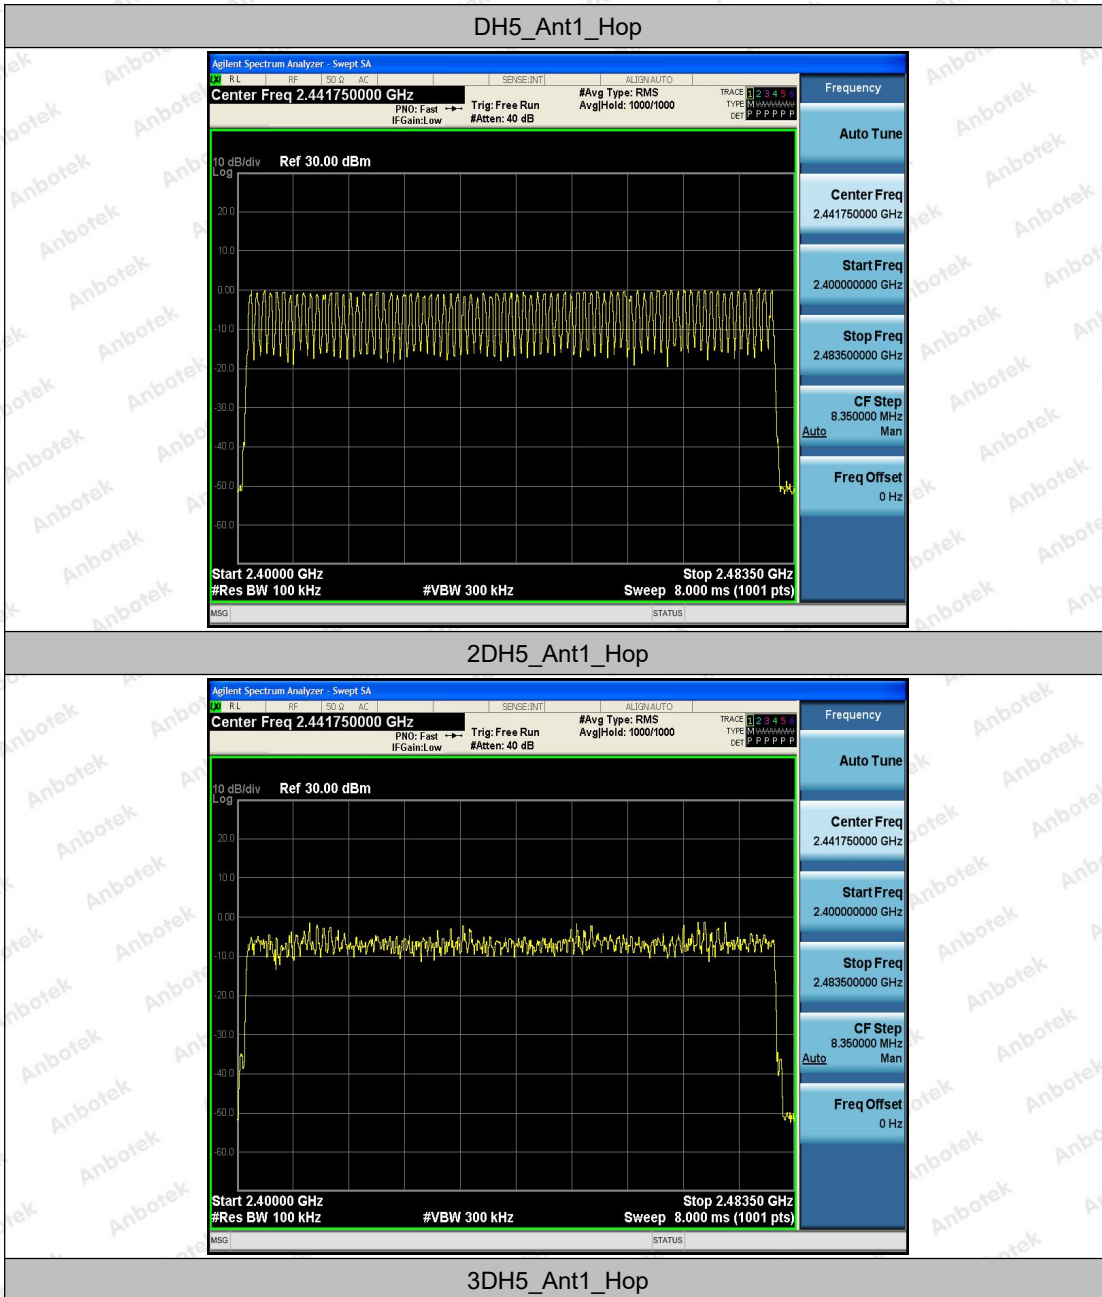 DH5_Ant1_Hop
Agilent Spectrum Analyzer - Swept SA
LXI RL RF 50 Ω AC SENSE:INT ALIGNAUTO
Center Freq 2.441750000 GHz
PNO: Fast
IFGain:Low
Trig: Free Run
#Atten: 40 dB
#Avg Type: RMS
Avg|Hold: 1000/1000
TRACE 1 2 3 4 5 6
TYPE M
DET P P P P P P
Frequency
Auto Tune
10 dB/div
Log
Ref 30.00 dBm
20.0
10.0
0.00
-10.0
-20.0
-30.0
-40.0
-50.0
-60.0
Center Freq
2.441750000 GHz
Start Freq
2.400000000 GHz
Stop Freq
2.483500000 GHz
CF Step
8.350000 MHz
Auto Man
Freq Offset
0 Hz
Start 2.40000 GHz Stop 2.48350 GHz
#Res BW 100 kHz #VBW 300 kHz Sweep 8.000 ms (1001 pts)
MSG STATUS
2DH5_Ant1_Hop
Agilent Spectrum Analyzer - Swept SA
LXI RL RF 50 Ω AC SENSE:INT ALIGNAUTO
Center Freq 2.441750000 GHz
PNO: Fast
IFGain:Low
Trig: Free Run
#Atten: 40 dB
#Avg Type: RMS
Avg|Hold: 1000/1000
TRACE 1 2 3 4 5 6
TYPE M
DET P P P P P P
Frequency
Auto Tune
10 dB/div
Log
Ref 30.00 dBm
20.0
10.0
0.00
-10.0
-20.0
-30.0
-40.0
-50.0
-60.0
Center Freq
2.441750000 GHz
Start Freq
2.400000000 GHz
Stop Freq
2.483500000 GHz
CF Step
8.350000 MHz
Auto Man
Freq Offset
0 Hz
Start 2.40000 GHz Stop 2.48350 GHz
#Res BW 100 kHz #VBW 300 kHz Sweep 8.000 ms (1001 pts)
MSG STATUS
3DH5_Ant1_Hop
Anbotek